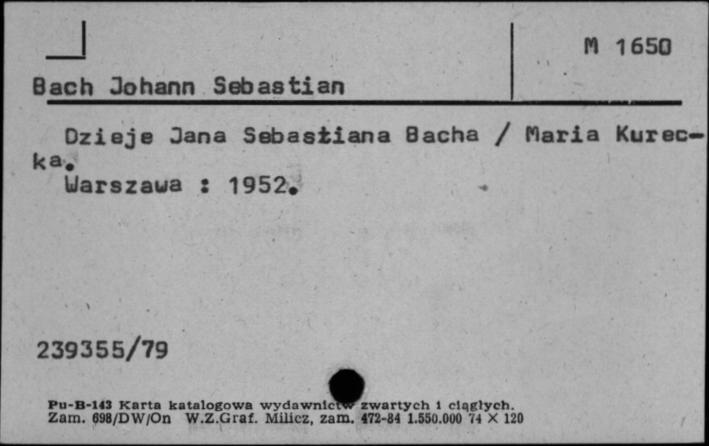 M 1650
Bach Johann Sebastian
Dzieje Jana Sebastiana Bacha / Maria Kurec-
ka.
Warszawa : 1952.
239355/79
Pu-B-143 Karta katalogowa wydawnictw zwartych i ciągłych.
Zam. 698/DW/On W.Z.Graf. Milicz, zam. 472-84 1.550.000 74 X 120